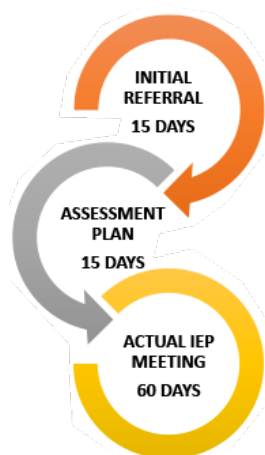 INITIAL
REFERRAL
15 DAYS
ASSESSMENT
PLAN
15 DAYS
ACTUAL IEP
MEETING
60 DAYS